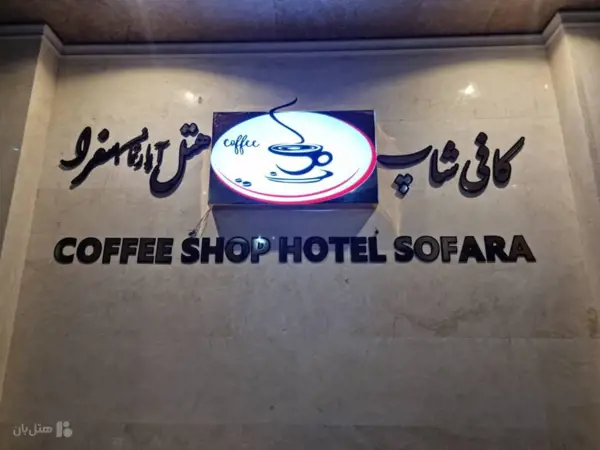 کافی شاپ
coffee
هتل آپارتمان سفرا
COFFEE SHOP HOTEL SOFARA
هتل‌بان